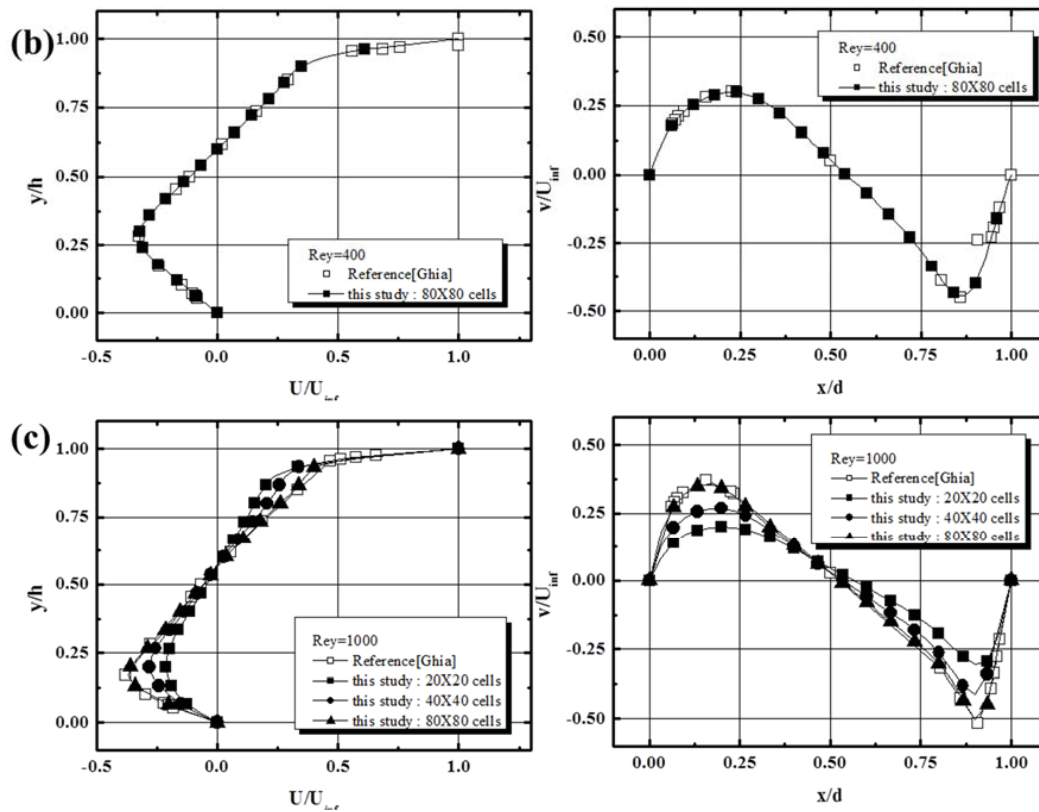 (b)
1.00
0.75
0.50
0.25
0.00
y/h
Rey=400
Reference[Ghia]
this study : 80X80 cells
-0.5
0.0
0.5
1.0
U/U inf
0.50
0.25
0.00
-0.25
-0.50
v/U inf
Rey=400
Reference[Ghia]
this study : 80X80 cells
0.00
0.25
0.50
0.75
1.00
x/d
(c)
1.00
0.75
0.50
0.25
0.00
y/h
Rey=1000
Reference[Ghia]
this study : 20X20 cells
this study : 40X40 cells
this study : 80X80 cells
-0.5
0.0
0.5
1.0
U/U inf
0.50
0.25
0.00
-0.25
-0.50
v/U inf
Rey=1000
Reference[Ghia]
this study : 20X20 cells
this study : 40X40 cells
this study : 80X80 cells
0.00
0.25
0.50
0.75
1.00
x/d